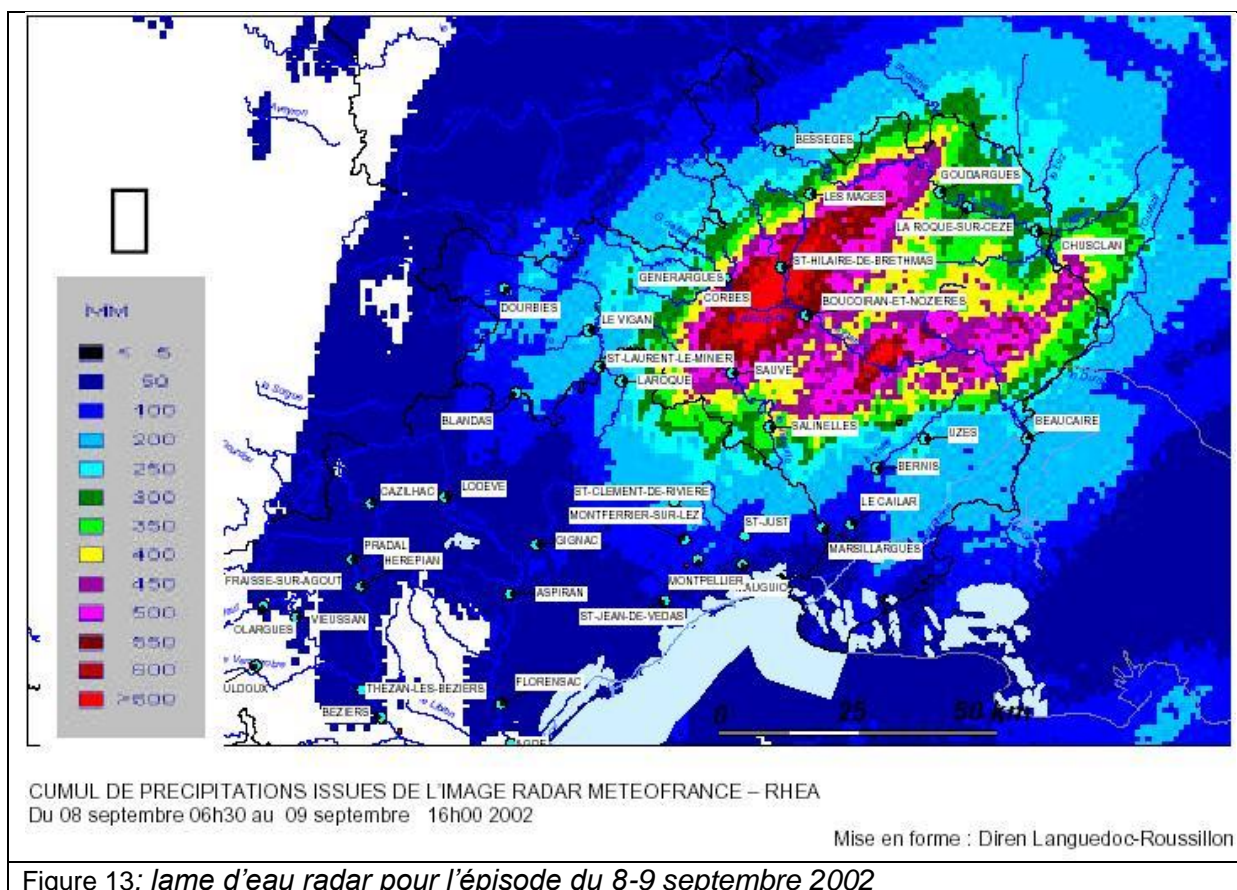 Aveyron
BESSEGES
GOUDARGUES
LES MAGES
LA ROQUE-SUR-CEZE
CHUSCLAN
ST-HILAIRE-DE-BRETHMAS
GENERARGUES
CORBES
BOUCOIRAN-ET-NOZIERES
DOURBIES
LE VIGAN
ST-LAURENT-LE-MINIER
SAUVE
LAROQUE
BLANDAS
SALINELLES
UZES
BEAUCAIRE
BERNIS
CAZILHAC
LODEVE
ST-CLEMENT-DE-RIVIERE
LE CAILAR
MONTFERRIER-SUR-LEZ
ST-JUST
MARSILLARGUES
PRADAL
GIGNAC
HEREPIAN
MONTPELLIER
AUGUIO
FRAISSE-SUR-AGOUT
ASPIRAN
ST-JEAN-DE-VEDAS
OLARGUES
VIEUSSAN
ULDOUX
THEZAN-LES-BEZIERS
FLORENSAC
BEZIERS
AGDE
MM
< 5
50
100
200
250
300
350
400
450
500
550
600
>600
0 25 50 km
CUMUL DE PRECIPITATIONS ISSUES DE L'IMAGE RADAR METEOFRANCE – RHEA
Du 08 septembre 06h30 au 09 septembre 16h00 2002
Mise en forme : Diren Languedoc-Roussillon
Figure 13: lame d'eau radar pour l'épisode du 8-9 septembre 2002